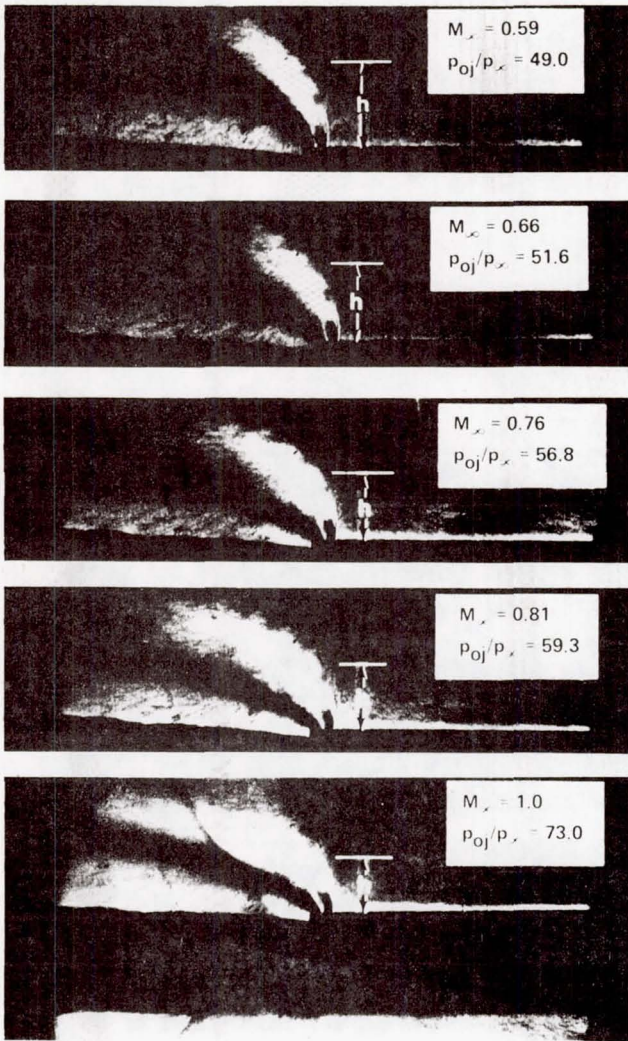 M∞ = 0.59
poj/p∞ = 49.0
h
M∞ = 0.66
poj/p∞ = 51.6
h
M∞ = 0.76
poj/p∞ = 56.8
h
M∞ = 0.81
poj/p∞ = 59.3
M∞ = 1.0
poj/p∞ = 73.0